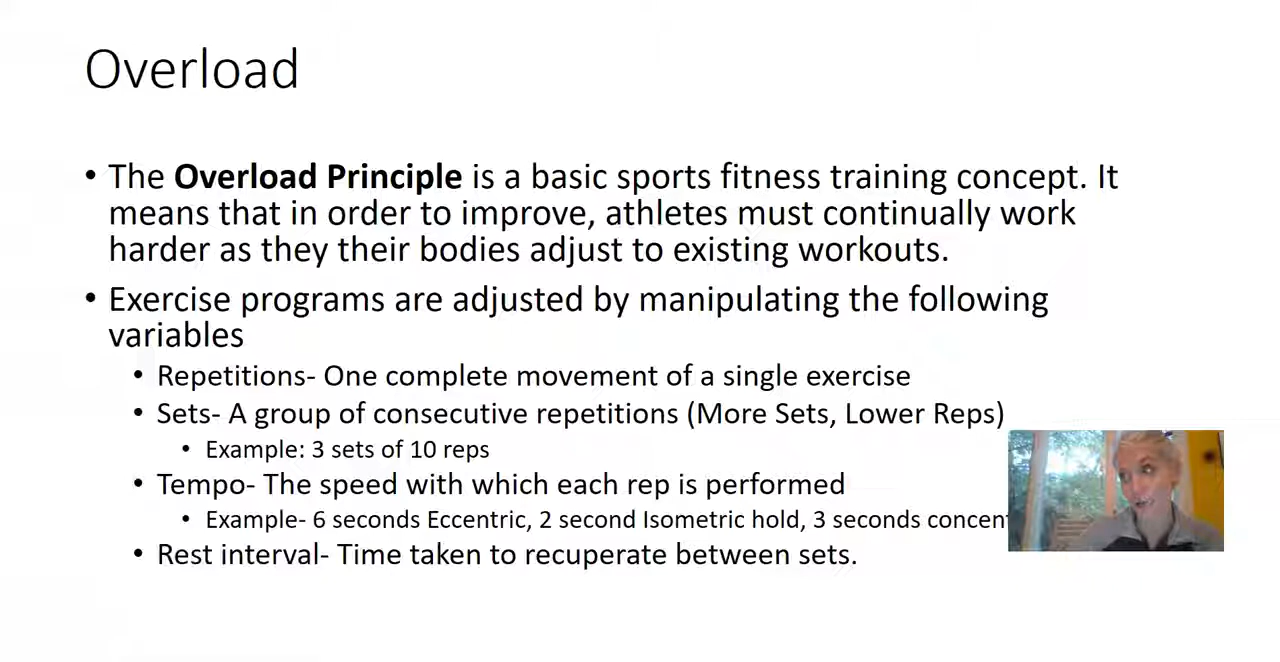 Overload
• The Overload Principle is a basic sports fitness training concept. It
means that in order to improve, athletes must continually work
harder as they their bodies adjust to existing workouts.
• Exercise programs are adjusted by manipulating the following
variables
• Repetitions- One complete movement of a single exercise
• Sets- A group of consecutive repetitions (More Sets, Lower Reps)
• Example: 3 sets of 10 reps
• Tempo- The speed with which each rep is performed
• Example- 6 seconds Eccentric, 2 second Isometric hold, 3 seconds
• Rest interval- Time taken to recuperate between sets.